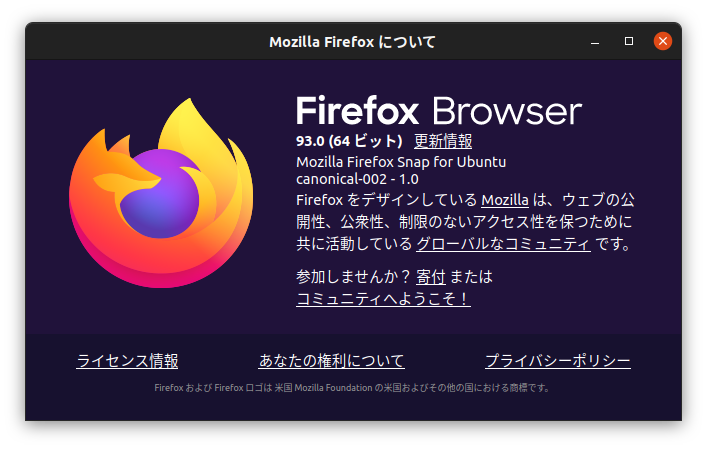 Mozilla Firefox について
Firefox Browser
93.0 (64 ビット) 更新情報
Mozilla Firefox Snap for Ubuntu
canonical-002 - 1.0
Firefox をデザインしている Mozilla は、ウェブの公
開性、公衆性、制限のないアクセス性を保つために
共に活動している グローバルなコミュニティ です。
参加しませんか？ 寄付 または
コミュニティへようこそ！
ライセンス情報 あなたの権利について プライバシーポリシー
Firefox および Firefox ロゴは 米国 Mozilla Foundation の米国およびその他の国における商標です。